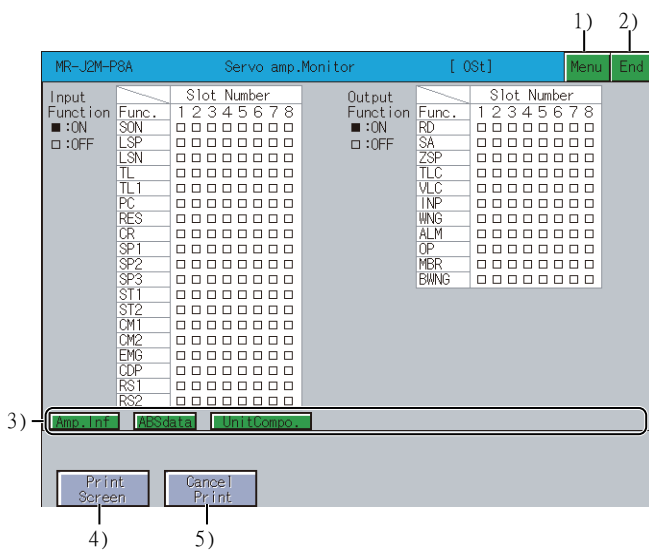 1) 2)
MR-J2M-P8A Servo amp.Monitor [ 0St] Menu End
Input
Function
■:ON
□:OFF
Slot Number
Func. 1 2 3 4 5 6 7 8
SON
LSP
LSN
TL
TL1
PC
RES
CR
SP1
SP2
SP3
ST1
ST2
CM1
CM2
EMG
CDP
RS1
RS2
Output
Function
■:ON
□:OFF
Slot Number
Func. 1 2 3 4 5 6 7 8
RD
SA
ZSP
TLC
VLC
INP
WNG
ALM
OP
MBR
BWNG
3)
Amp.Inf ABSdata UnitCompo.
Print
Screen
Cancel
Print
4) 5)